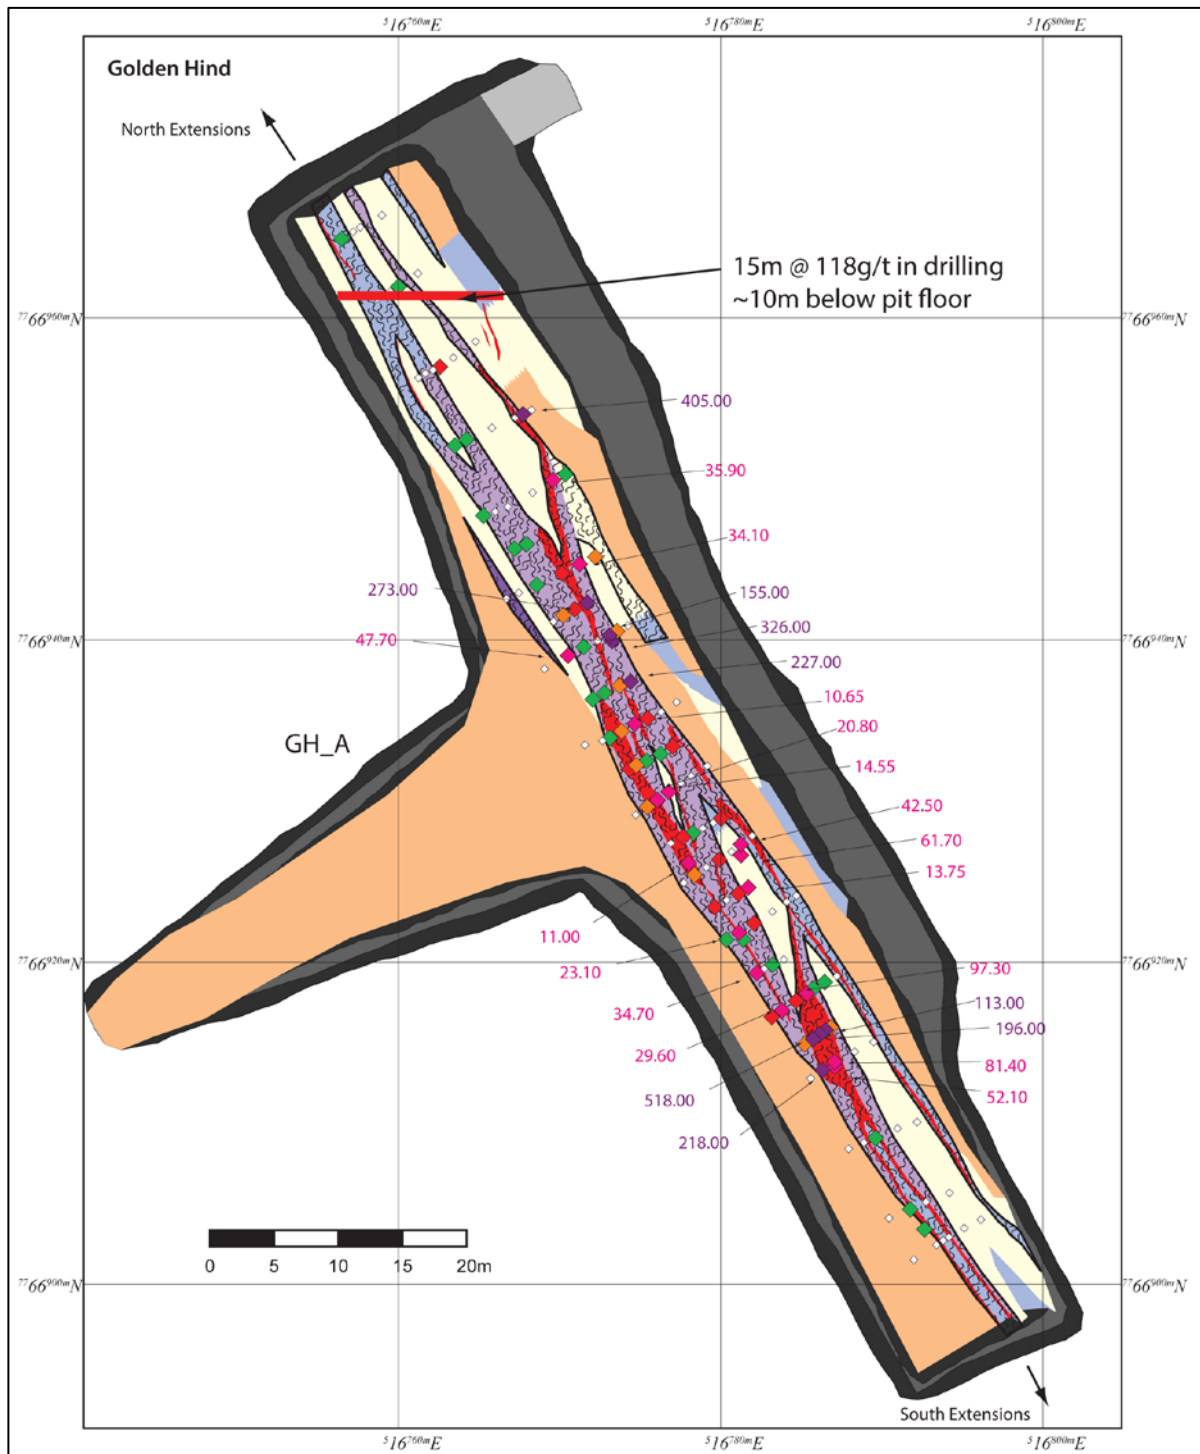 516760mE 516780mE 516800mE
Golden Hind
North Extensions
15m @ 118g/t in drilling
~10m below pit floor
7766960mN 7766960mN
405.00
35.90
34.10
273.00
155.00
326.00
47.70
7766940mN 7766940mN
227.00
10.65
20.80
GH_A
14.55
42.50
61.70
13.75
11.00
23.10
97.30
7766920mN 7766920mN
113.00
34.70
196.00
29.60
81.40
518.00
52.10
218.00
0 5 10 15 20m
7766900mN 7766900mN
South Extensions
516760mE 516780mE 516800mE